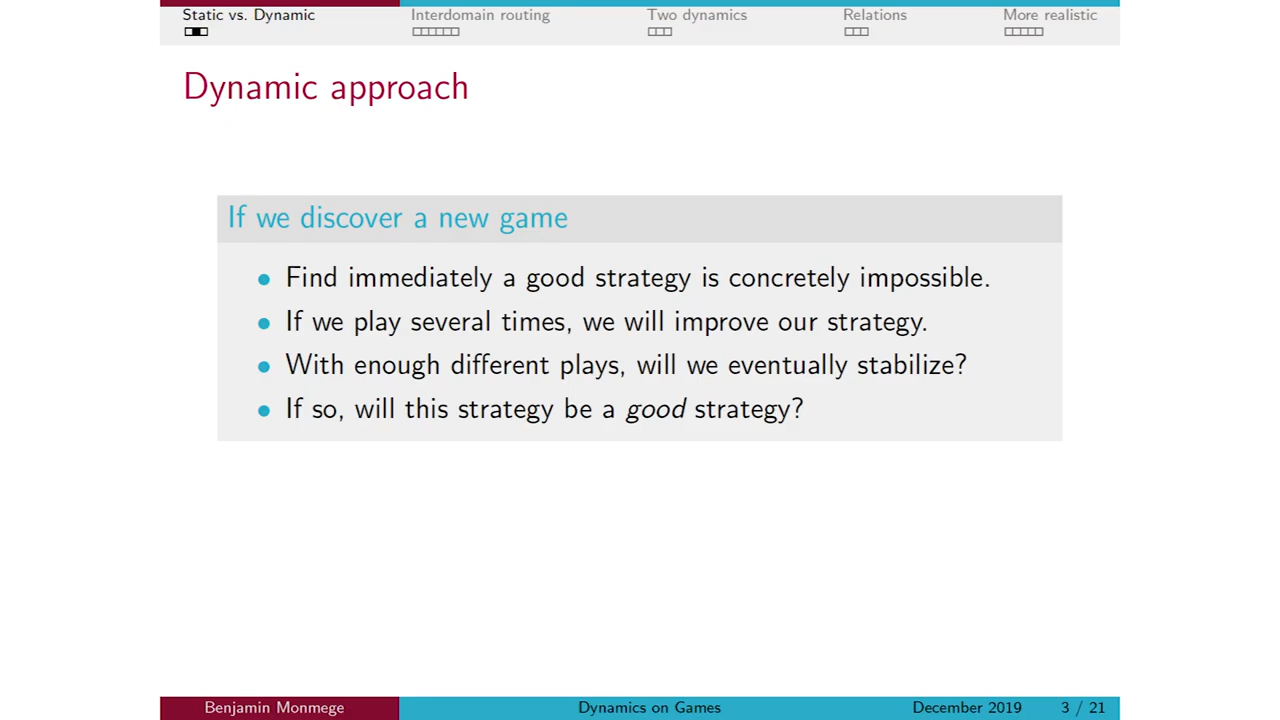 Static vs. Dynamic Interdomain routing Two dynamics Relations More realistic
Dynamic approach
If we discover a new game
• Find immediately a good strategy is concretely impossible.
• If we play several times, we will improve our strategy.
• With enough different plays, will we eventually stabilize?
• If so, will this strategy be a good strategy?
Benjamin Monmege Dynamics on Games December 2019 3 / 21